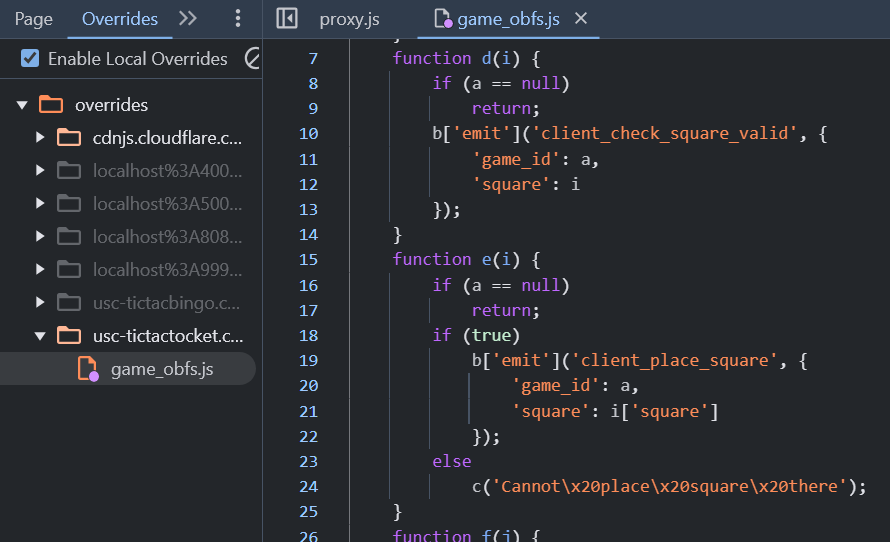 Page Overrides
Enable Local Overrides
overrides
cdnjs.cloudflare.c...
localhost%3A400...
localhost%3A500...
localhost%3A808...
localhost%3A999...
usc-tictacbingo.c...
usc-tictactocket.c...
game_obfs.js
proxy.js game_obfs.js
7 function d(i) {
8 if (a == null)
9 return;
10 b['emit']('client_check_square_valid', {
11 'game_id': a,
12 'square': i
13 });
14 }
15 function e(i) {
16 if (a == null)
17 return;
18 if (true)
19 b['emit']('client_place_square', {
20 'game_id': a,
21 'square': i['square']
22 });
23 else
24 c('Cannot\x20place\x20square\x20there');
25 }
26 function f(i) {